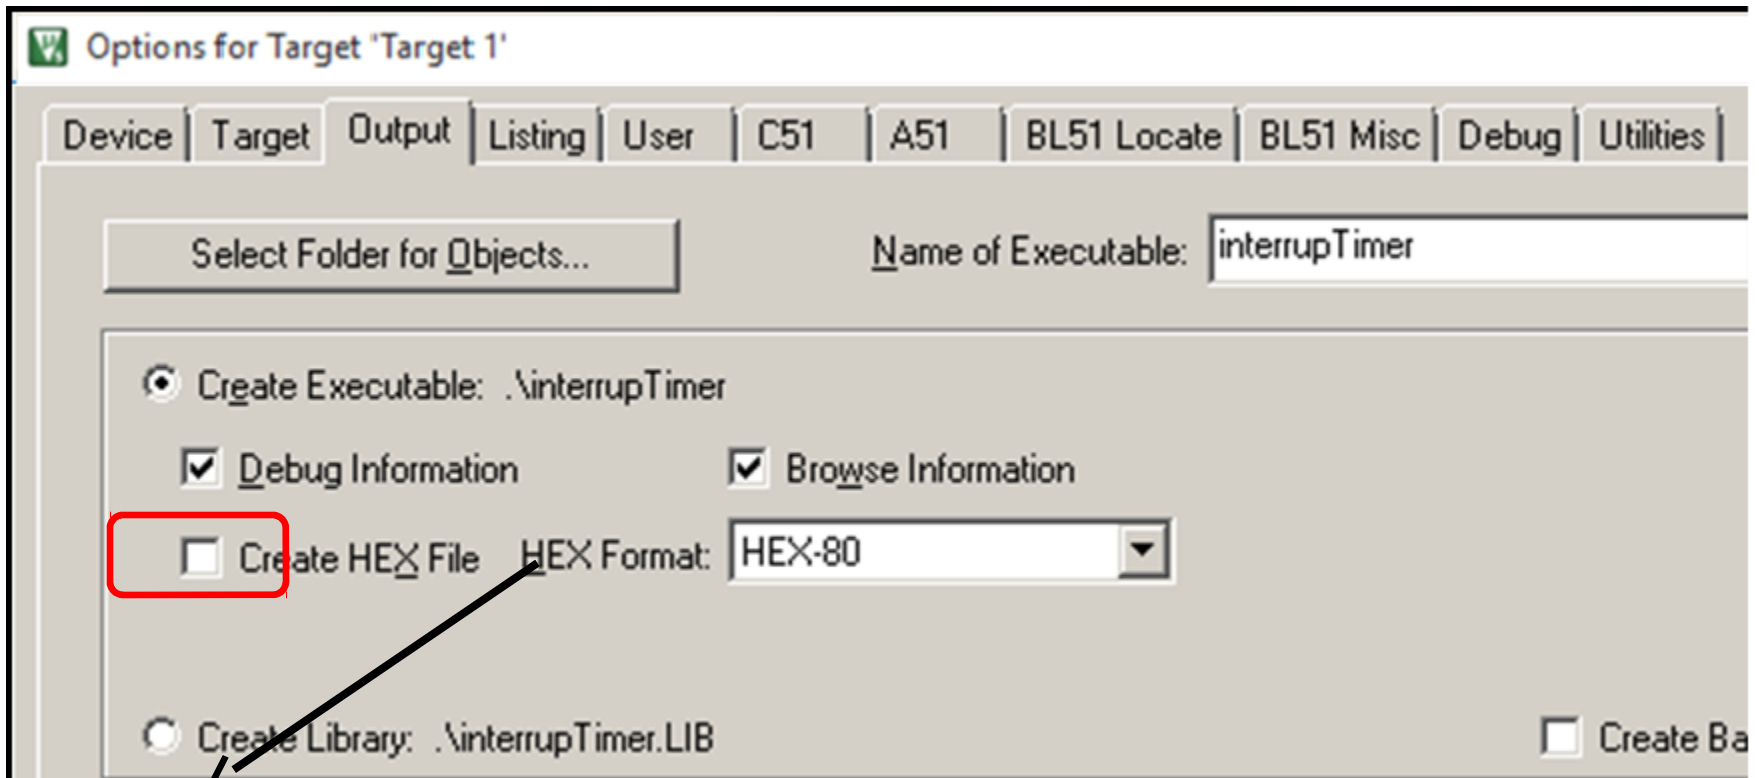 Options for Target 'Target 1'
Device Target Output Listing User C51 A51 BL51 Locate BL51 Misc Debug Utilities
Select Folder for Objects... Name of Executable: interrupTimer
Create Executable: .\interrupTimer
Debug Information Browse Information
Create HEX File HEX Format: HEX-80
Create Library: .\interrupTimer.LIB Create Ba